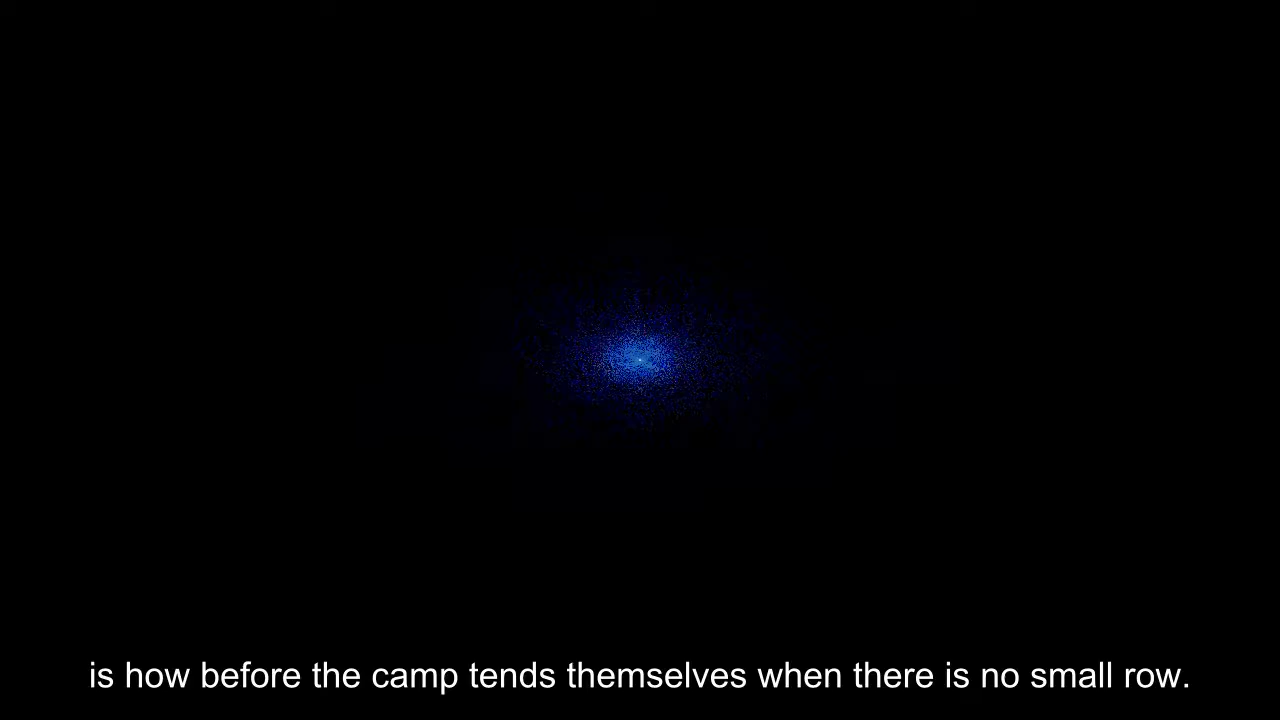 is how before the camp tends themselves when there is no small row.